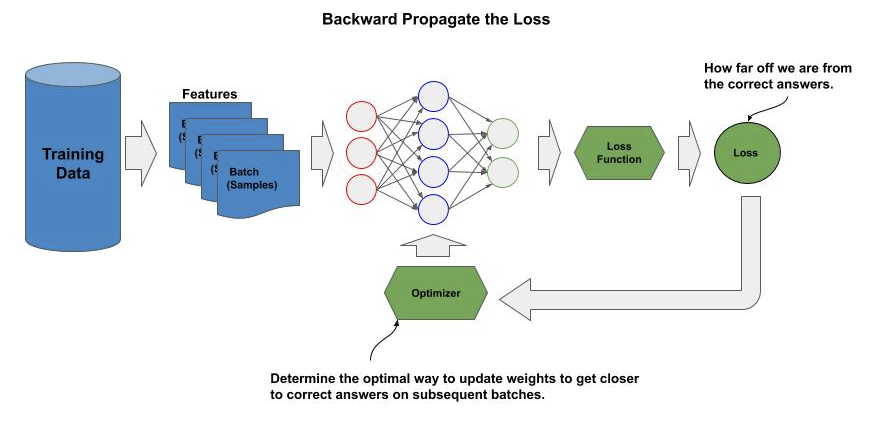 Backward Propagate the Loss
How far off we are from
the correct answers.
Features
Training
Data
Batch
(Samples)
Loss
Function
Loss
Optimizer
Determine the optimal way to update weights to get closer
to correct answers on subsequent batches.